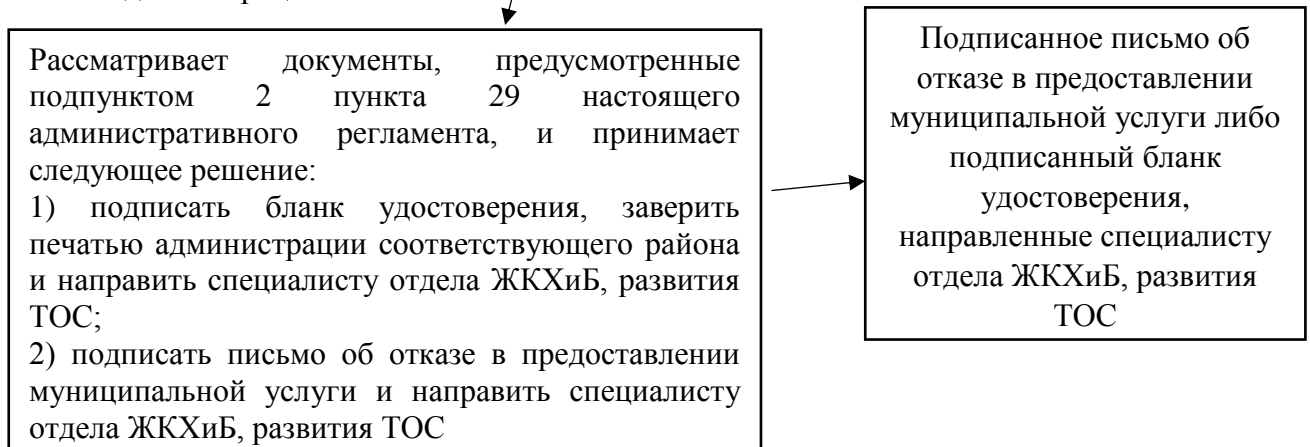 Рассматривает документы, предусмотренные
подпунктом 2 пункта 29 настоящего
административного регламента, и принимает
следующее решение:
1) подписать бланк удостоверения, заверить
печатью администрации соответствующего района
и направить специалисту отдела ЖКХиБ, развития
ТОС;
2) подписать письмо об отказе в предоставлении
муниципальной услуги и направить специалисту
отдела ЖКХиБ, развития ТОС
Подписанное письмо об
отказе в предоставлении
муниципальной услуги либо
подписанный бланк
удостоверения,
направленные специалисту
отдела ЖКХиБ, развития
ТОС